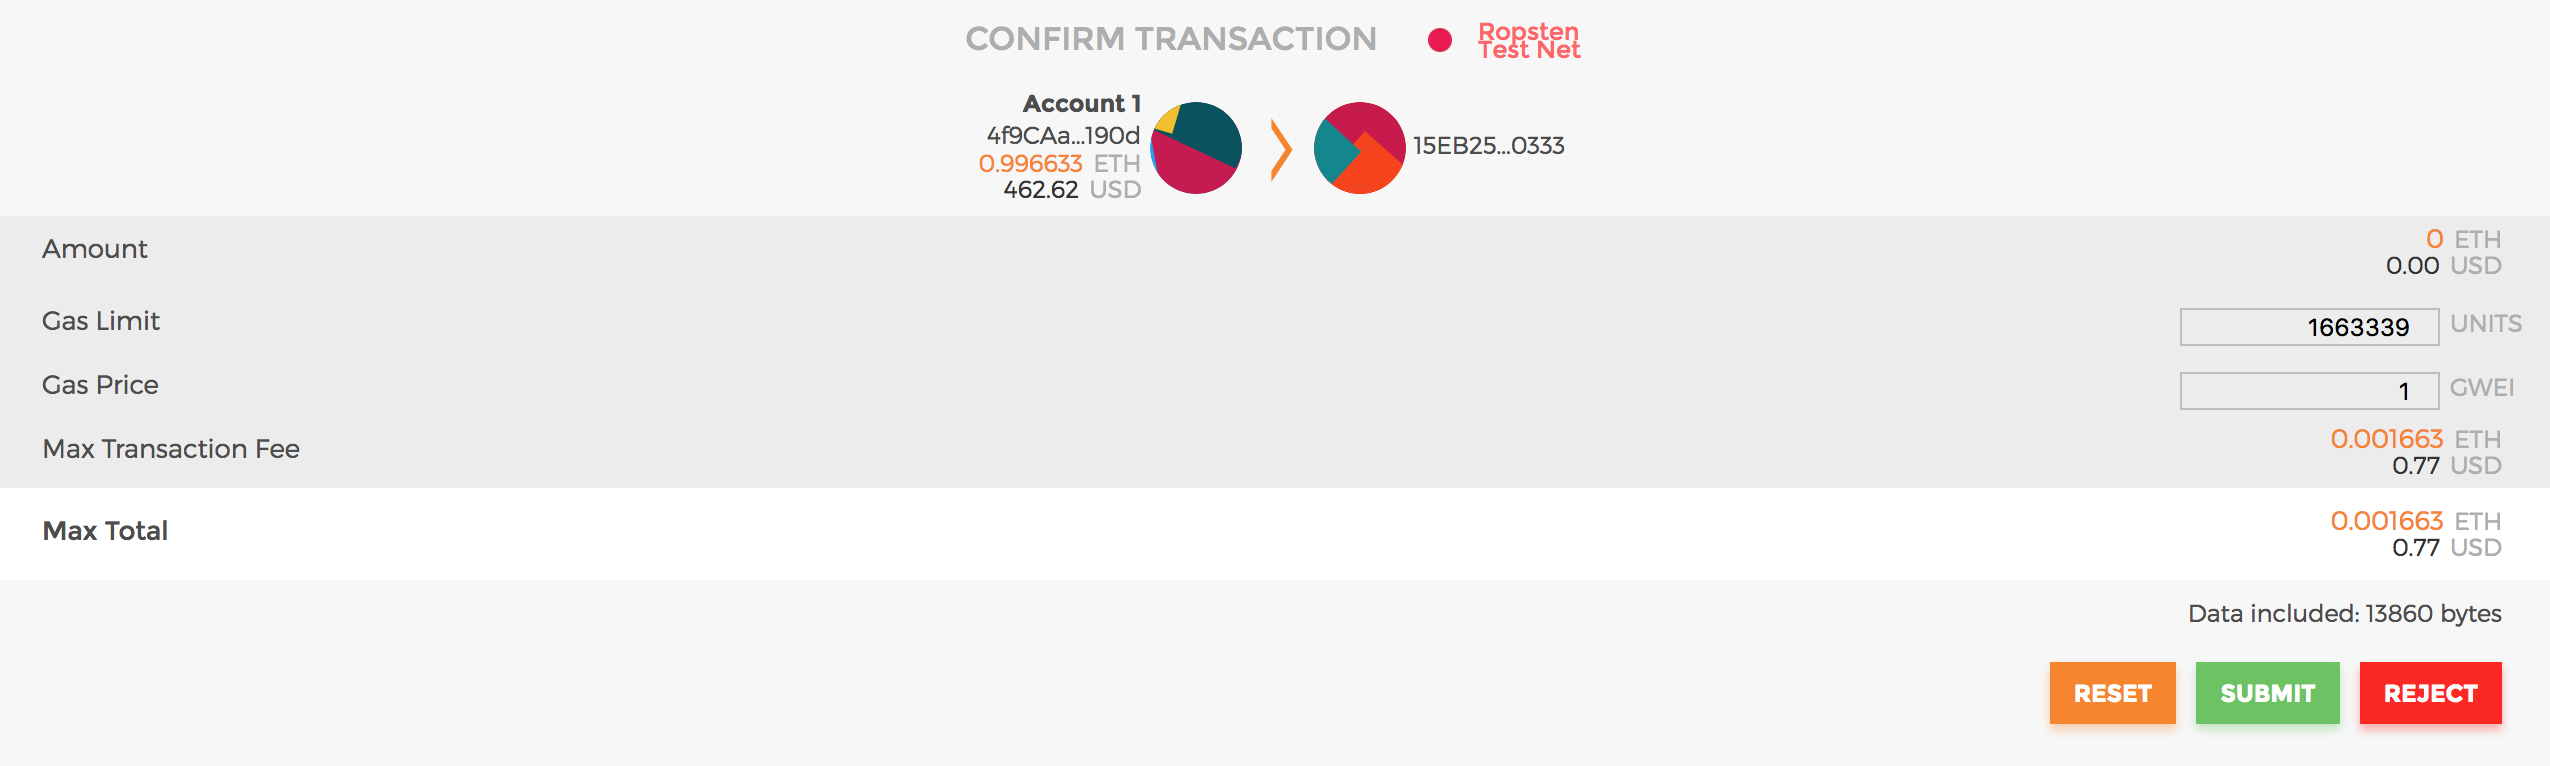 CONFIRM TRANSACTION
Ropsten
Test Net
Account 1
4f9CAa...190d
0.996633 ETH
462.62 USD
15EB25...0333
Amount
0 ETH
0.00 USD
Gas Limit
1663339 UNITS
Gas Price
1 GWEI
Max Transaction Fee
0.001663 ETH
0.77 USD
Max Total
0.001663 ETH
0.77 USD
Data included: 13860 bytes
RESET SUBMIT REJECT